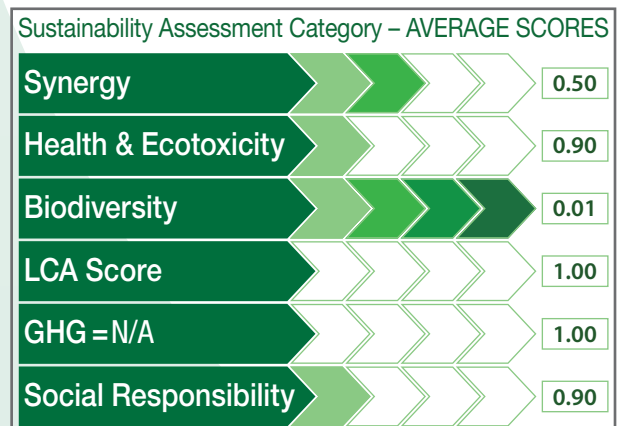 Sustainability Assessment Category – AVERAGE SCORES
Synergy 0.50
Health & Ecotoxicity 0.90
Biodiversity 0.01
LCA Score 1.00
GHG = N/A 1.00
Social Responsibility 0.90